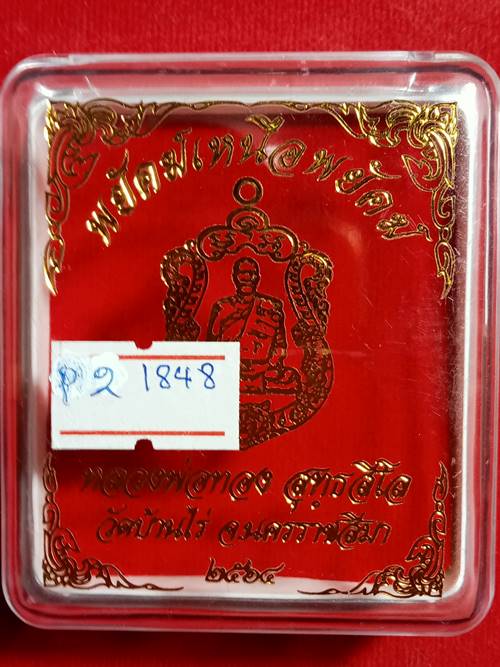 พยัคฆ์เหนือพยัคฆ์
P2 1848
หลวงพ่อทอง สุทฺธสีโล
วัดบ้านไร่ จ.นครราชสีมา
๒๕๖๔